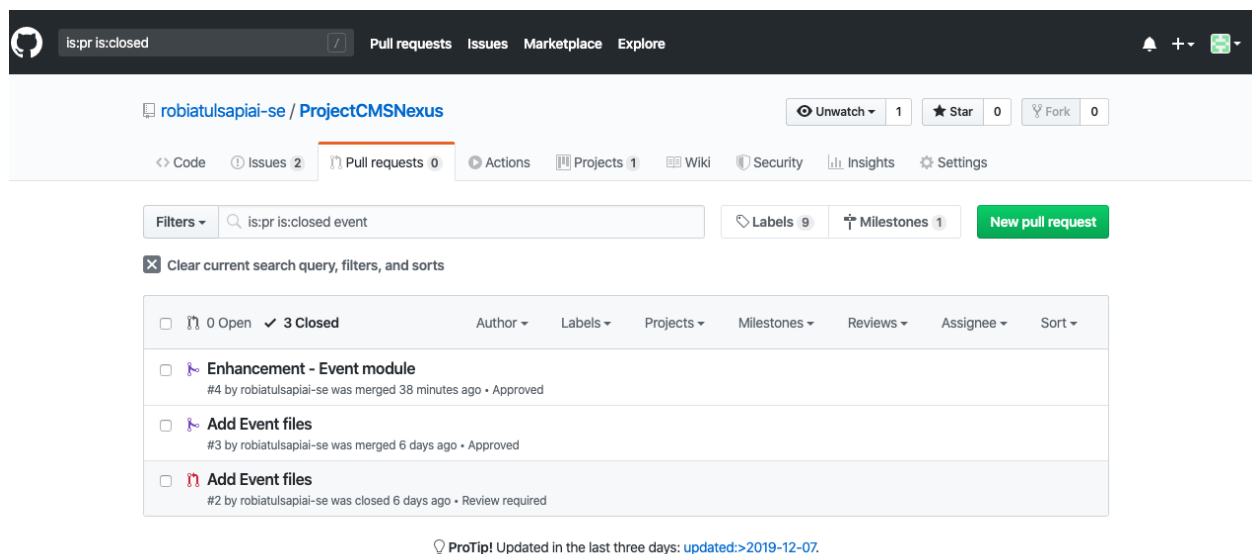 is:pr is:closed / Pull requests Issues Marketplace Explore
robiatulsapiai-se / ProjectCMSNexus Unwatch 1 Star 0 Fork 0
Code Issues 2 Pull requests 0 Actions Projects 1 Wiki Security Insights Settings
Filters is:pr is:closed event Labels 9 Milestones 1 New pull request
Clear current search query, filters, and sorts
0 Open 3 Closed Author Labels Projects Milestones Reviews Assignee Sort
Enhancement - Event module
#4 by robiatulsapiai-se was merged 38 minutes ago • Approved
Add Event files
#3 by robiatulsapiai-se was merged 6 days ago • Approved
Add Event files
#2 by robiatulsapiai-se was closed 6 days ago • Review required
ProTip! Updated in the last three days: updated:>2019-12-07.